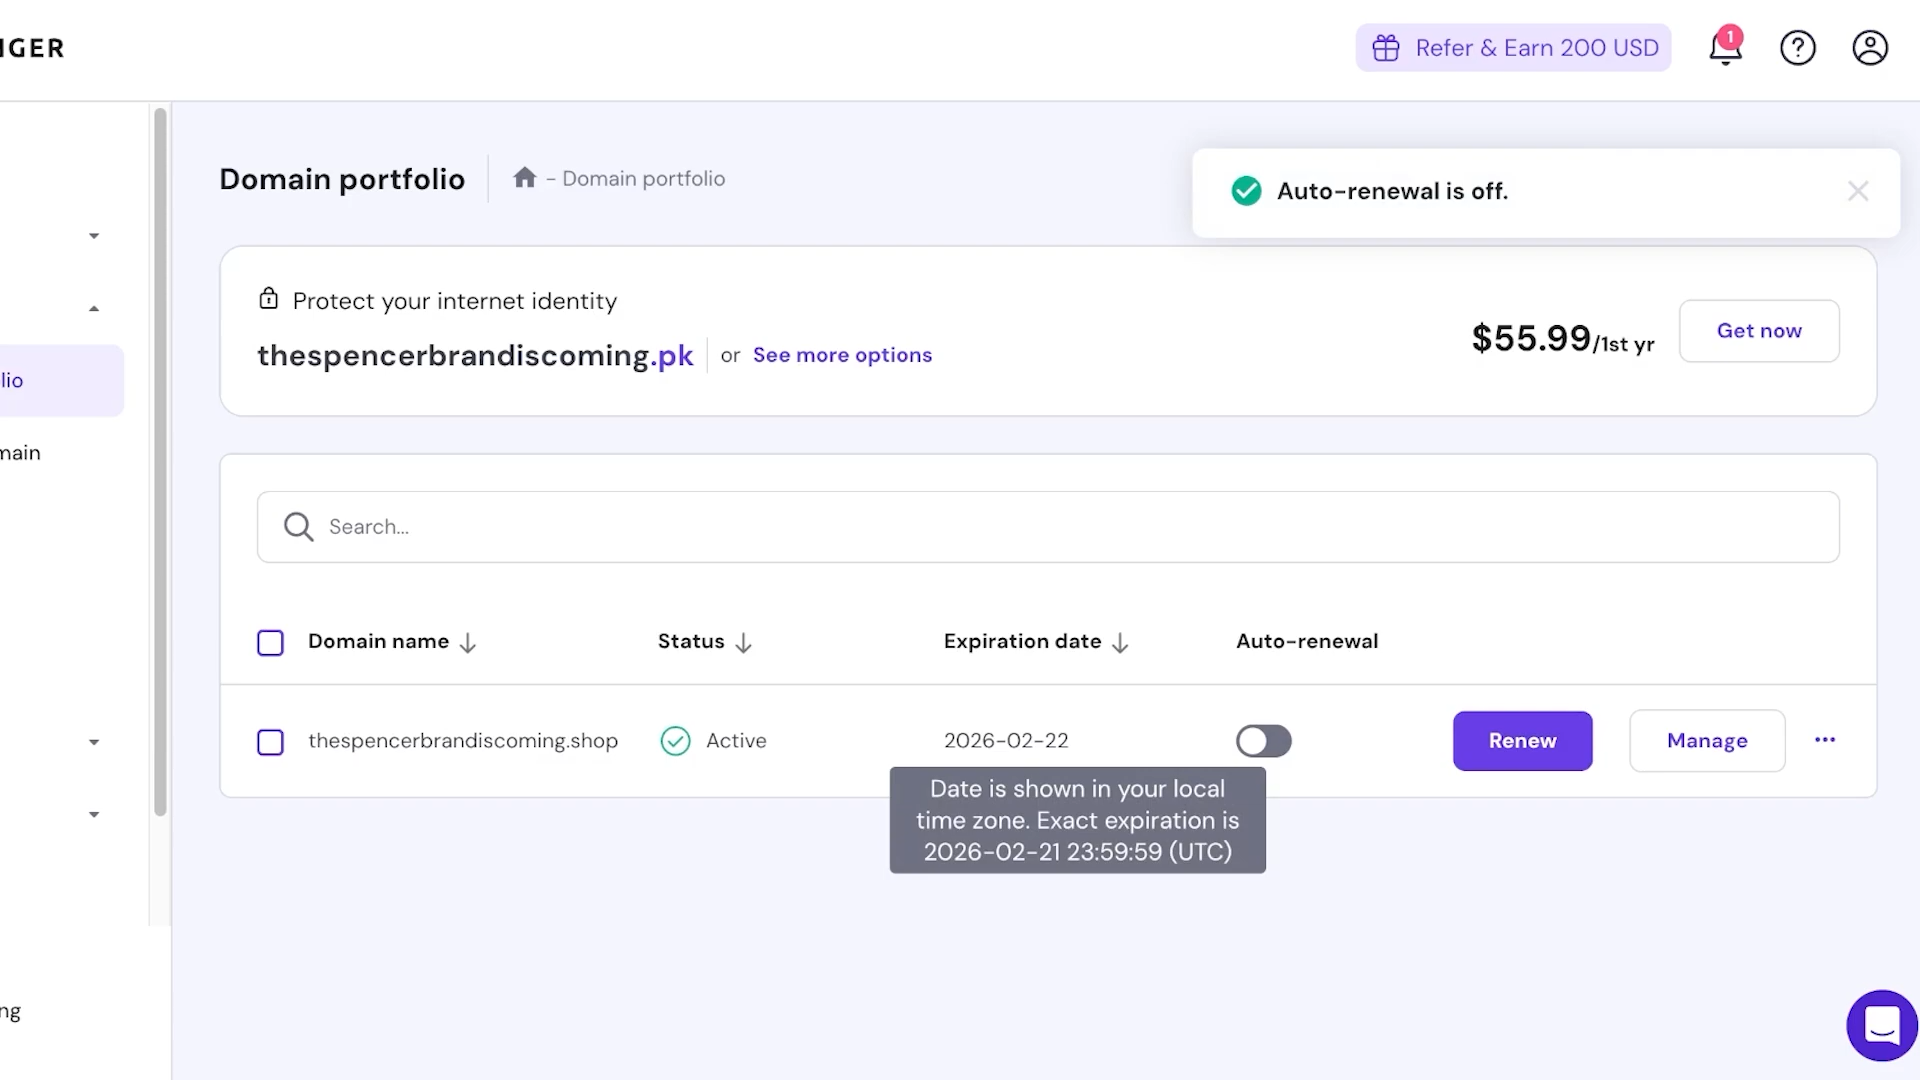 IGER
Refer & Earn 200 USD
1
Domain portfolio
– Domain portfolio
Auto-renewal is off.
Protect your internet identity
thespencerbrandiscoming.pk
or
See more options
$55.99/1st yr
Get now
lio
main
Search...
Domain name
Status
Expiration date
Auto-renewal
thespencerbrandiscoming.shop
Active
2026-02-22
Renew
Manage
Date is shown in your local
time zone. Exact expiration is
2026-02-21 23:59:59 (UTC)
ng